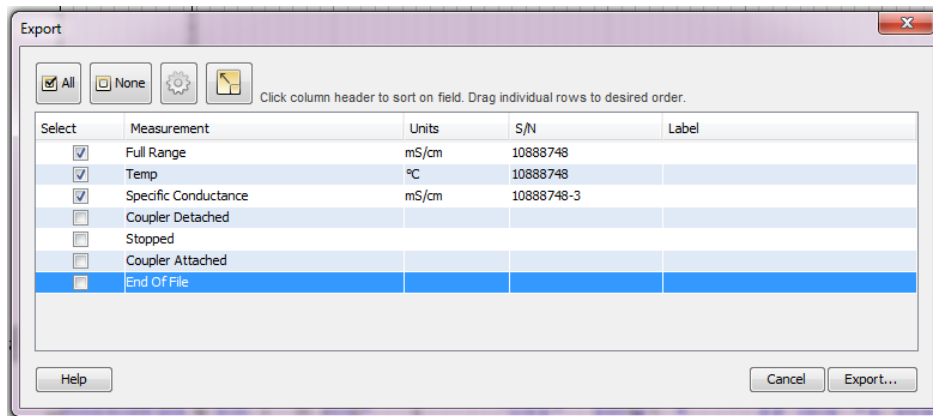 Export
All None Click column header to sort on field. Drag individual rows to desired order.
Select Measurement Units S/N Label
Full Range mS/cm 10888748
Temp °C 10888748
Specific Conductance mS/cm 10888748-3
Coupler Detached
Stopped
Coupler Attached
End Of File
Help Cancel Export...